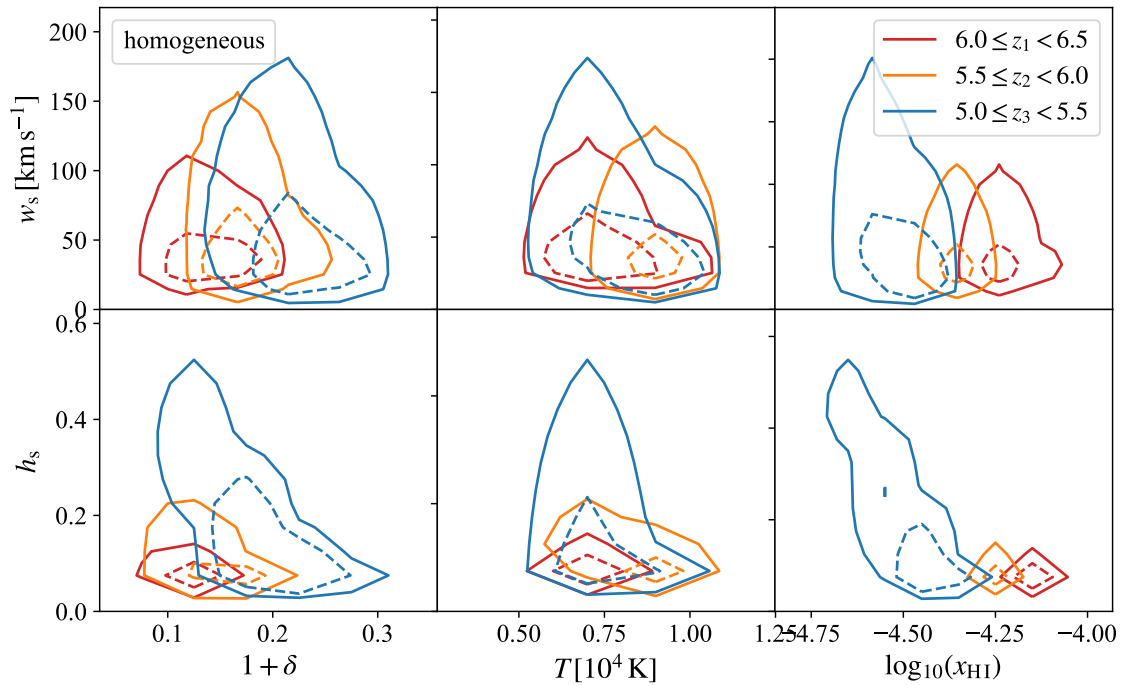 200
150
100
50
0
w_s [km s⁻¹]
homogeneous
6.0 ≤ z₁ < 6.5
5.5 ≤ z₂ < 6.0
5.0 ≤ z₃ < 5.5
0.6
0.4
0.2
0.0
h_s
0.1 0.2 0.3
0.50 0.75 1.00 1.25
−4.75 −4.50 −4.25 −4.00
1 + δ
T [10⁴ K]
log₁₀(x_HI)